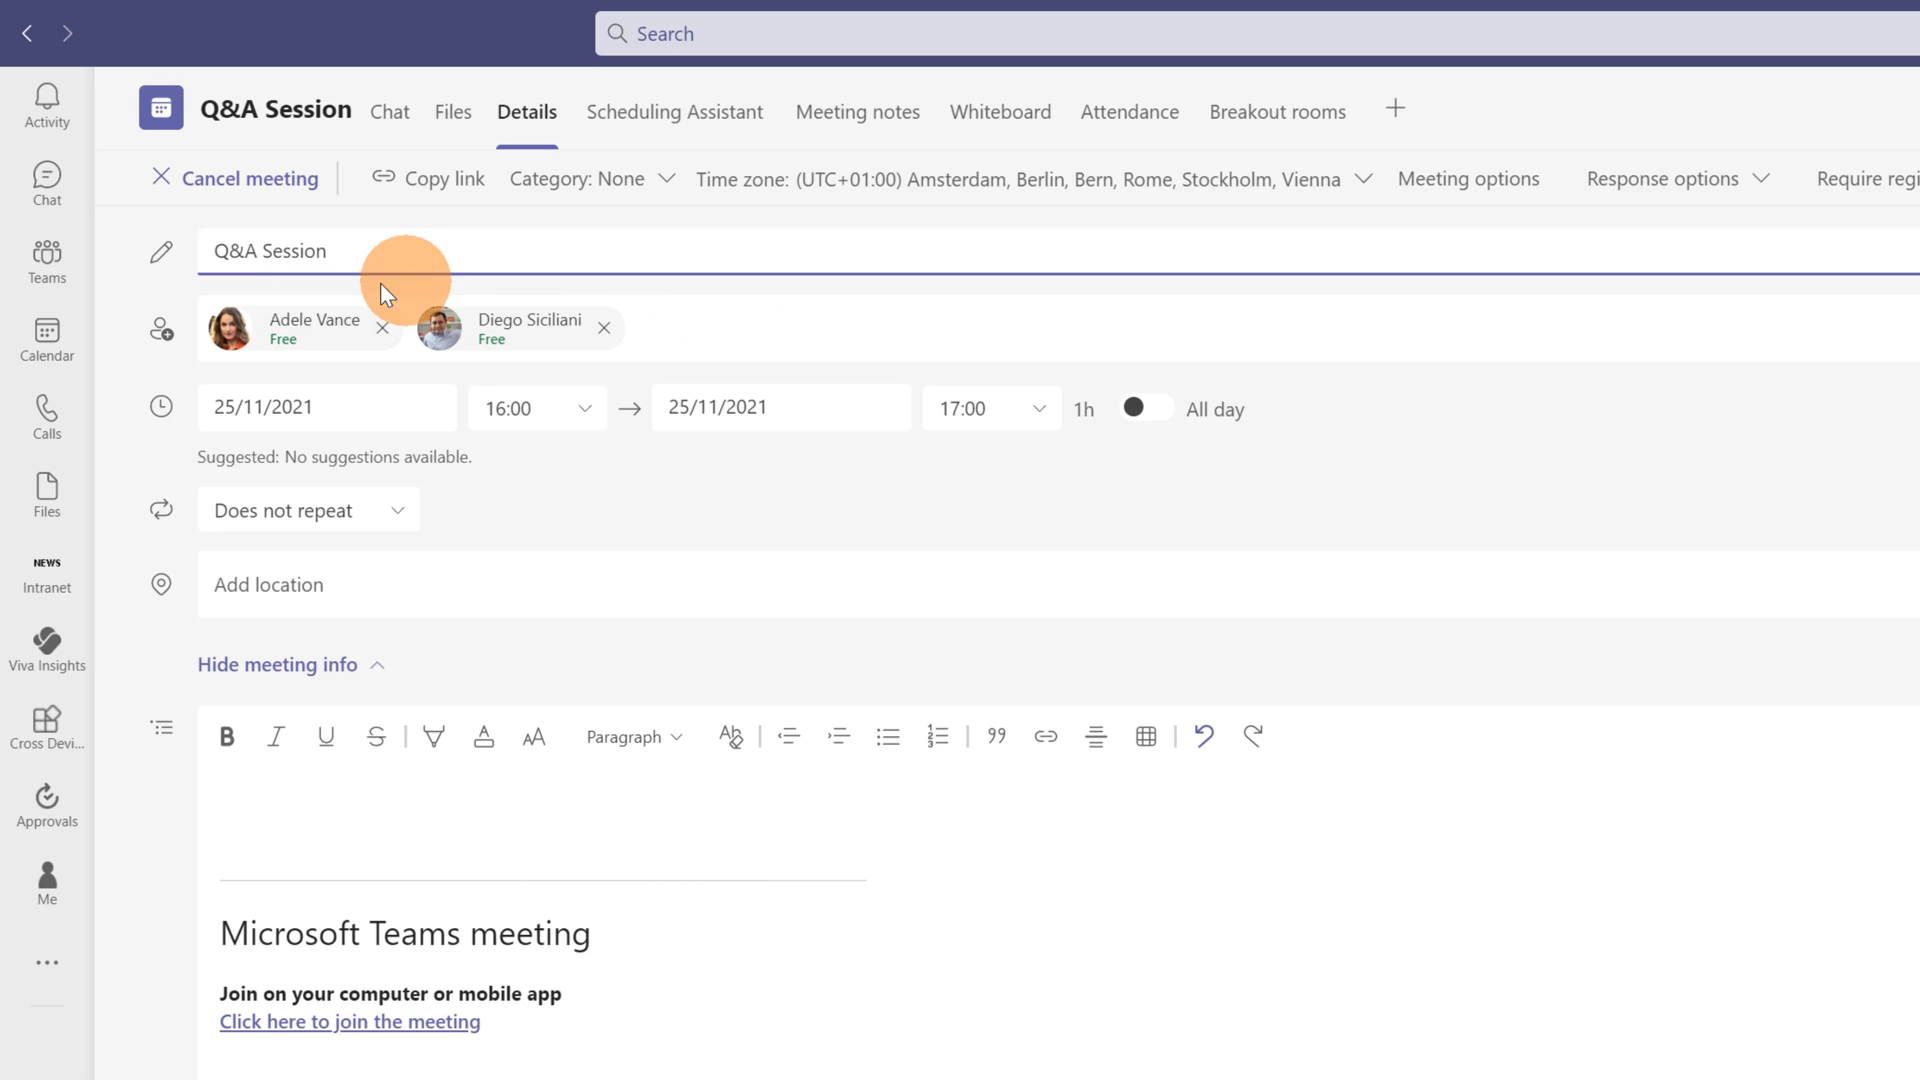 Search
Activity
Chat
Teams
Calendar
Calls
Files
NEWS
Intranet
Viva Insights
Cross Devi...
Approvals
Me
Q&A Session Chat Files Details Scheduling Assistant Meeting notes Whiteboard Attendance Breakout rooms
Cancel meeting Copy link Category: None Time zone: (UTC+01:00) Amsterdam, Berlin, Bern, Rome, Stockholm, Vienna Meeting options Response options Require regi
Q&A Session
Adele Vance Diego Siciliani
Free Free
25/11/2021 16:00 → 25/11/2021 17:00 1h All day
Suggested: No suggestions available.
Does not repeat
Add location
Hide meeting info
Paragraph
Microsoft Teams meeting
Join on your computer or mobile app
Click here to join the meeting